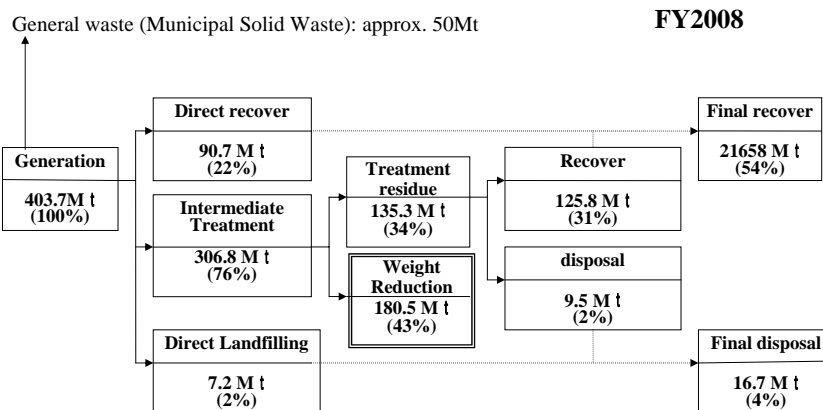 General waste (Municipal Solid Waste): approx. 50Mt
FY2008
Direct recover
90.7 M t
(22%)
Final recover
21658 M t
(54%)
Generation
403.7M t
(100%)
Treatment
residue
135.3 M t
(34%)
Recover
125.8 M t
(31%)
Intermediate
Treatment
306.8 M t
(76%)
Weight
Reduction
180.5 M t
(43%)
disposal
9.5 M t
(2%)
Direct Landfilling
7.2 M t
(2%)
Final disposal
16.7 M t
(4%)